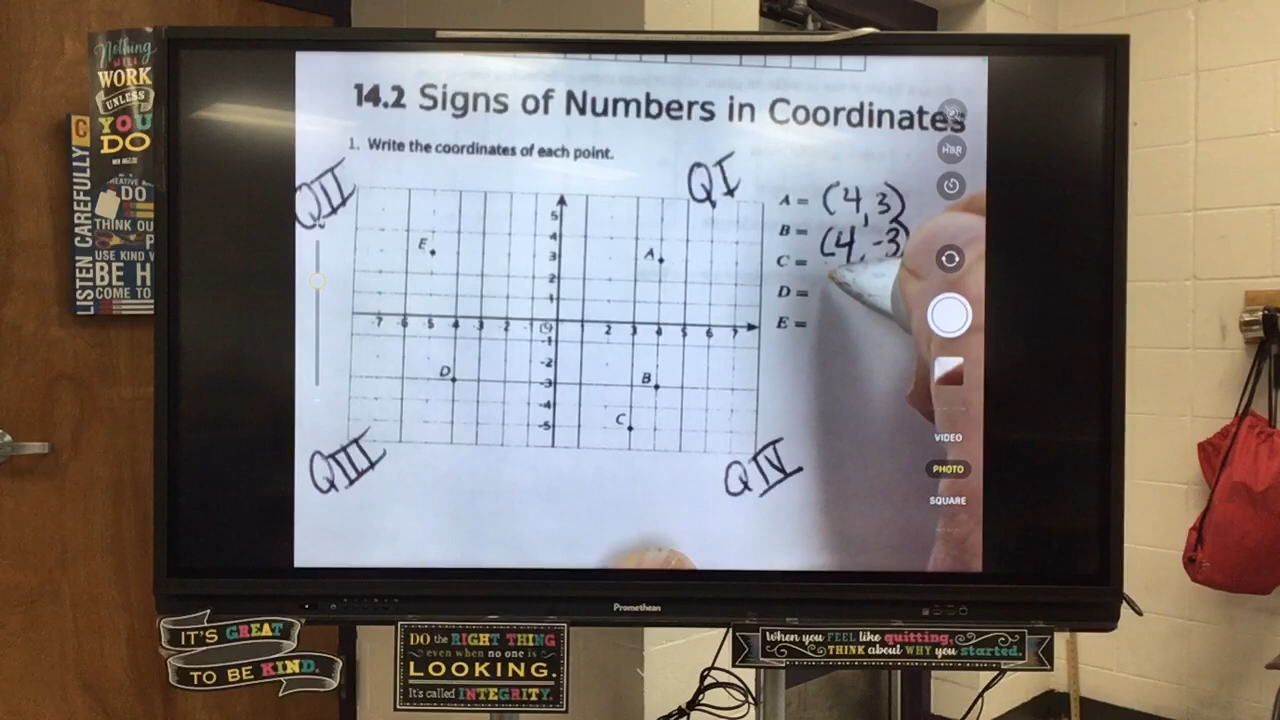 Nothing
WILL
WORK
UNLESS
YOU
DO
C
LISTEN CAREFULLY
DO
THINK
USE KIND
BE H
COME TO
14.2 Signs of Numbers in Coordinates
1. Write the coordinates of each point.
QII
QI
A = (4, 3)
B = (4, -3)
C =
D =
E =
E
A
D
B
C
5
4
3
2
1
-7 -6 -5 -4 -3 -2 -1 2 3 4 5 6 7
-1
-2
-3
-4
-5
QIII
QIV
HDR
VIDEO
PHOTO
SQUARE
Promethean
IT'S GREAT
TO BE KIND.
DO the RIGHT THING
even when no one is
LOOKING.
It's called INTEGRITY.
When you FEEL like quitting,
THINK about WHY you started.